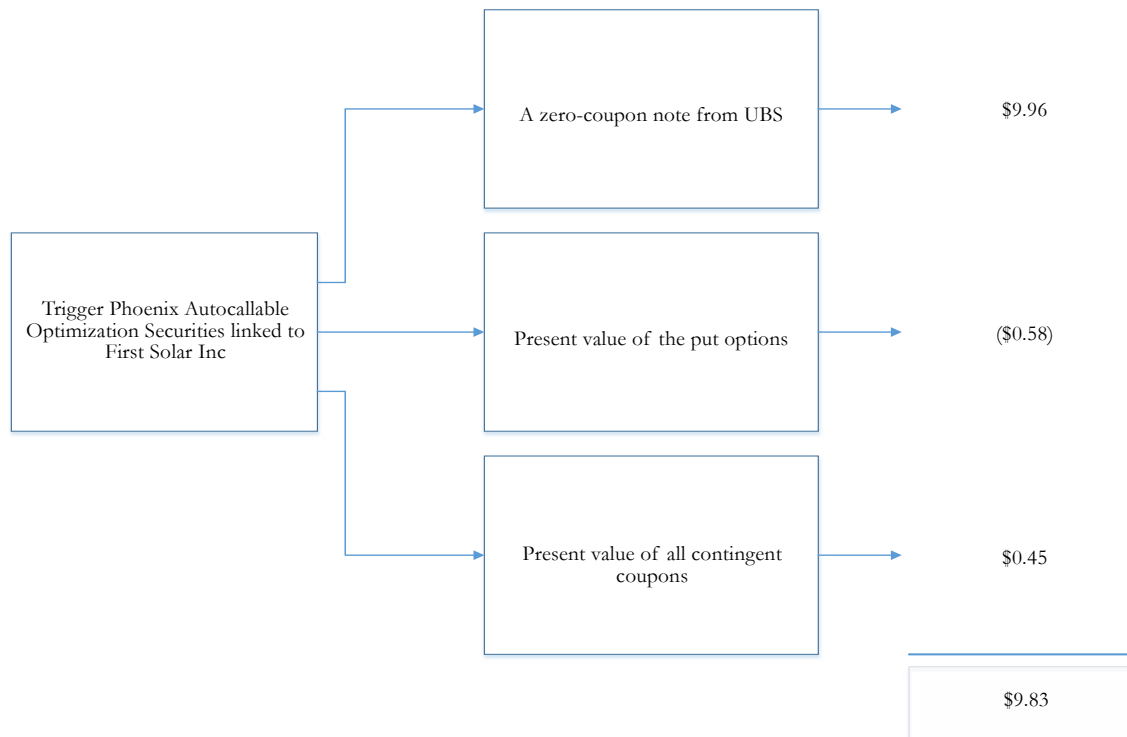 A zero-coupon note from UBS
$9.96
Trigger Phoenix Autocallable
Optimization Securities linked to
First Solar Inc
Present value of the put options
($0.58)
Present value of all contingent
coupons
$0.45
$9.83